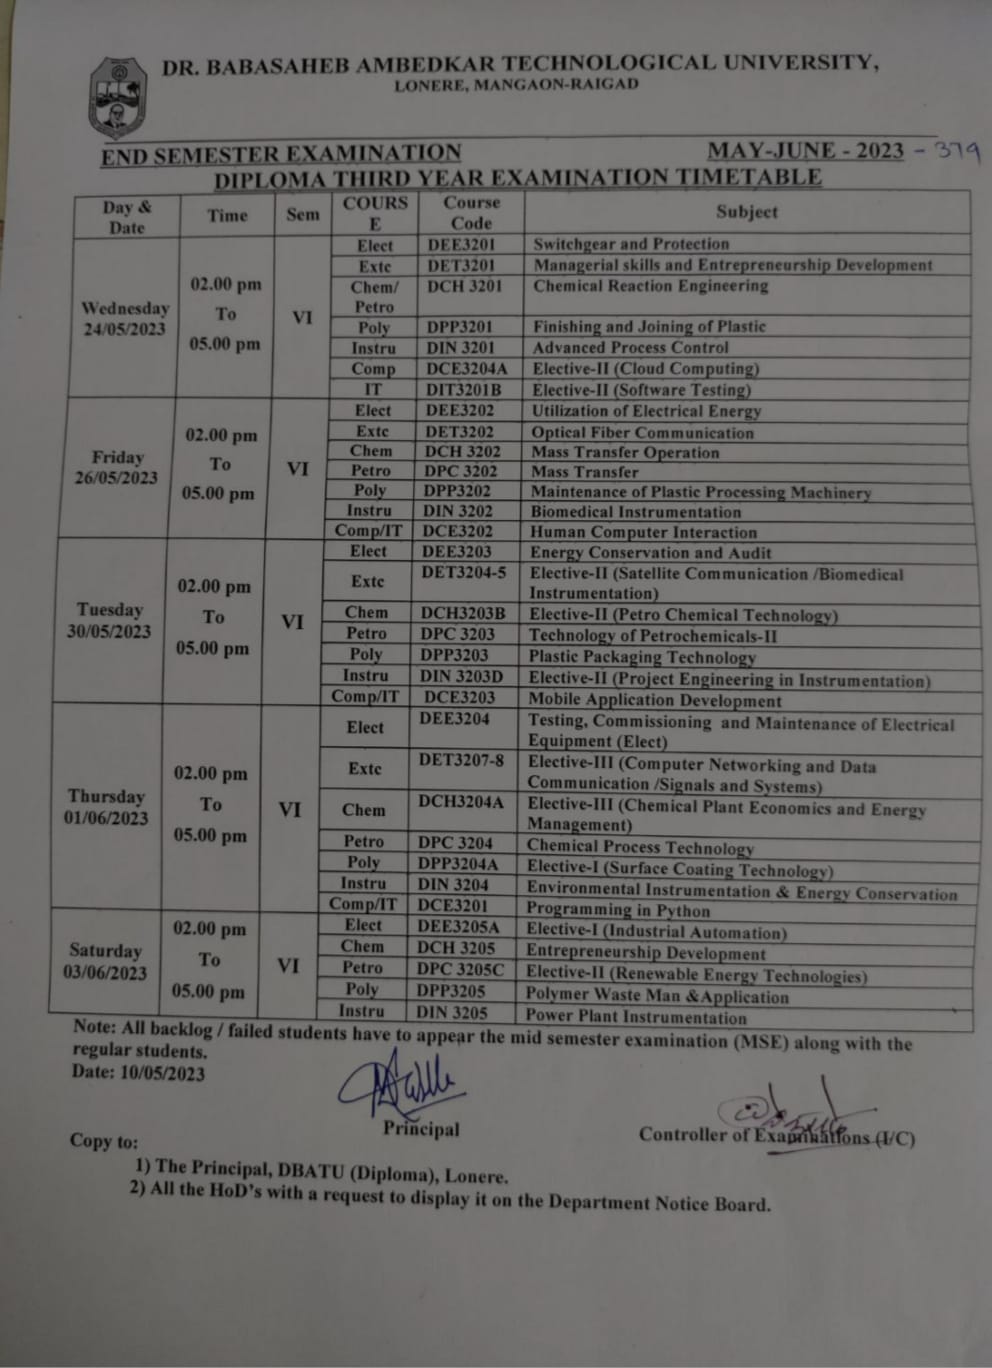 DR. BABASAHEB AMBEDKAR TECHNOLOGICAL UNIVERSITY,
LONERE, MANGAON-RAIGAD
END SEMESTER EXAMINATION MAY-JUNE - 2023 - 379
DIPLOMA THIRD YEAR EXAMINATION TIMETABLE
Day & Date Time Sem COURS E Course Code Subject
Wednesday 24/05/2023 02.00 pm To 05.00 pm VI
Elect DEE3201 Switchgear and Protection
Extc DET3201 Managerial skills and Entrepreneurship Development
Chem/ Petro DCH 3201 Chemical Reaction Engineering
Poly DPP3201 Finishing and Joining of Plastic
Instru DIN 3201 Advanced Process Control
Comp DCE3204A Elective-II (Cloud Computing)
IT DIT3201B Elective-II (Software Testing)
Friday 26/05/2023 02.00 pm To 05.00 pm VI
Elect DEE3202 Utilization of Electrical Energy
Extc DET3202 Optical Fiber Communication
Chem DCH 3202 Mass Transfer Operation
Petro DPC 3202 Mass Transfer
Poly DPP3202 Maintenance of Plastic Processing Machinery
Instru DIN 3202 Biomedical Instrumentation
Comp/IT DCE3202 Human Computer Interaction
Tuesday 30/05/2023 02.00 pm To 05.00 pm VI
Elect DEE3203 Energy Conservation and Audit
Extc DET3204-5 Elective-II (Satellite Communication /Biomedical
Instrumentation)
Chem DCH3203B Elective-II (Petro Chemical Technology)
Petro DPC 3203 Technology of Petrochemicals-II
Poly DPP3203 Plastic Packaging Technology
Instru DIN 3203D Elective-II (Project Engineering in Instrumentation)
Comp/IT DCE3203 Mobile Application Development
Thursday 01/06/2023 02.00 pm To 05.00 pm VI
Elect DEE3204 Testing, Commissioning and Maintenance of Electrical
Equipment (Elect)
Extc DET3207-8 Elective-III (Computer Networking and Data
Communication /Signals and Systems)
Chem DCH3204A Elective-III (Chemical Plant Economics and Energy
Management)
Petro DPC 3204 Chemical Process Technology
Poly DPP3204A Elective-I (Surface Coating Technology)
Instru DIN 3204 Environmental Instrumentation & Energy Conservation
Comp/IT DCE3201 Programming in Python
Saturday 03/06/2023 02.00 pm To 05.00 pm VI
Elect DEE3205A Elective-I (Industrial Automation)
Chem DCH 3205 Entrepreneurship Development
Petro DPC 3205C Elective-II (Renewable Energy Technologies)
Poly DPP3205 Polymer Waste Man &Application
Instru DIN 3205 Power Plant Instrumentation
Note: All backlog / failed students have to appear the mid semester examination (MSE) along with the
regular students.
Date: 10/05/2023
Principal
Controller of Examinations (I/C)
Copy to:
1) The Principal, DBATU (Diploma), Lonere.
2) All the HoD's with a request to display it on the Department Notice Board.